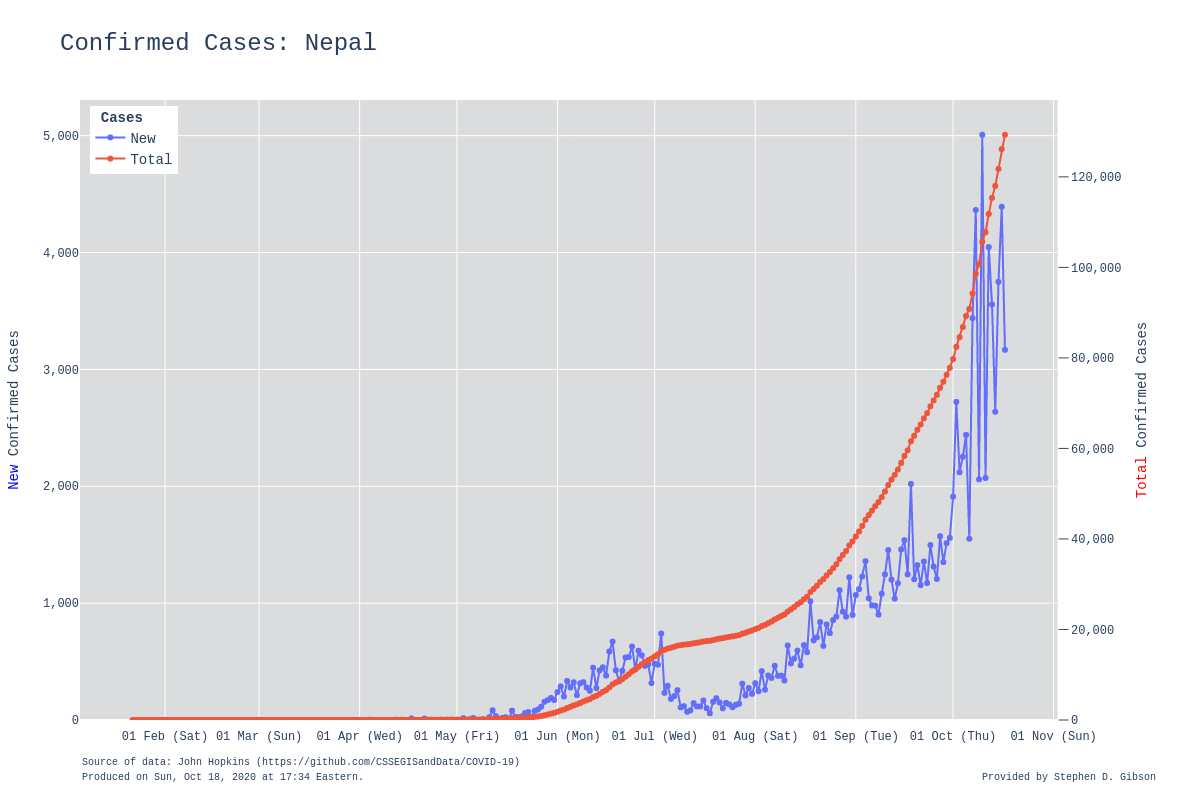 Confirmed Cases: Nepal
Cases
New
Total
5,000
4,000
3,000
2,000
1,000
0
120,000
100,000
80,000
60,000
40,000
20,000
0
New Confirmed Cases
Total Confirmed Cases
01 Feb (Sat) 01 Mar (Sun) 01 Apr (Wed) 01 May (Fri) 01 Jun (Mon) 01 Jul (Wed) 01 Aug (Sat) 01 Sep (Tue) 01 Oct (Thu) 01 Nov (Sun)
Source of data: John Hopkins (https://github.com/CSSEGISandData/COVID-19)
Produced on Sun, Oct 18, 2020 at 17:34 Eastern.
Provided by Stephen D. Gibson